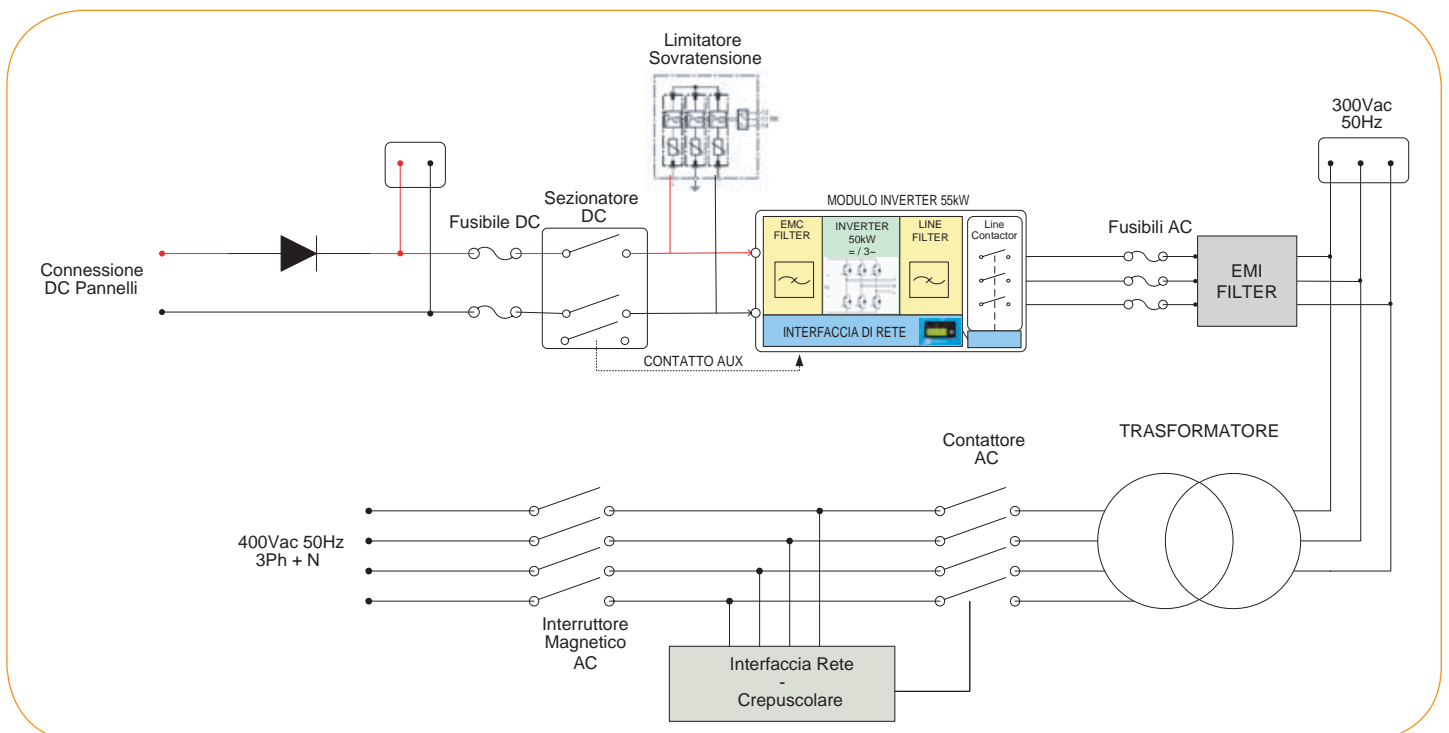 Limitatore
Sovratensione
300Vac
50Hz
Sezionatore
DC
Fusibile DC
MODULO INVERTER 55kW
EMC
FILTER
INVERTER
50kW
= / 3~
LINE
FILTER
Line
Contactor
Fusibili AC
EMI
FILTER
Connessione
DC Pannelli
INTERFACCIA DI RETE
CONTATTO AUX
Contattore
AC
TRASFORMATORE
400Vac 50Hz
3Ph + N
Interruttore
Magnetico
AC
Interfaccia Rete
-
Crepuscolare